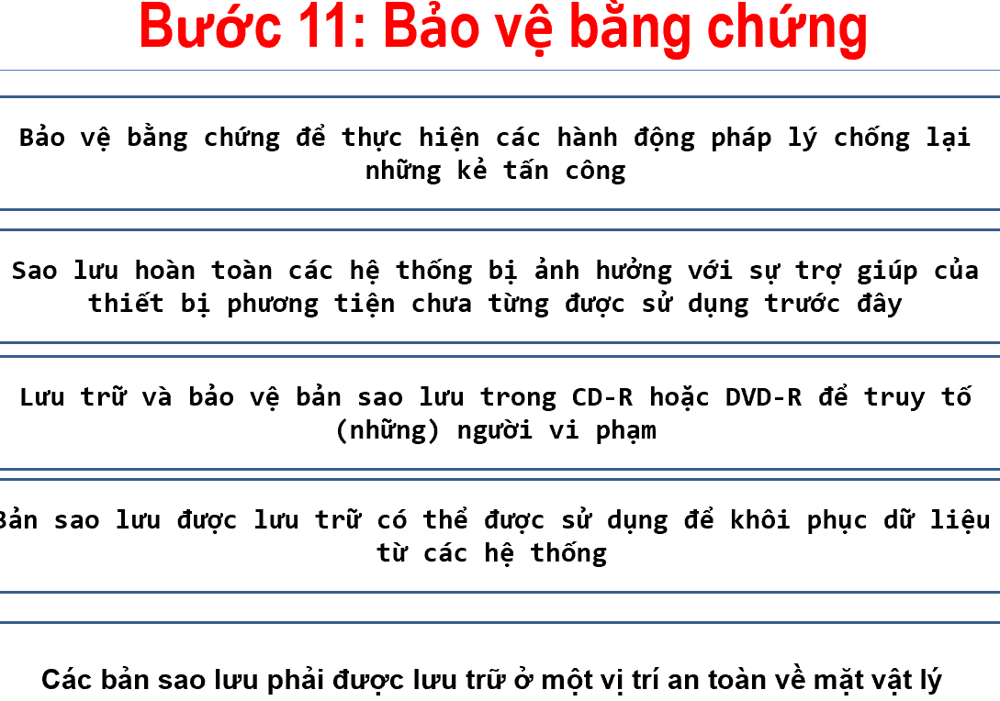 Bước 11: Bảo vệ bằng chứng
Bảo vệ bằng chứng để thực hiện các hành động pháp lý chống lại
những kẻ tấn công
Sao lưu hoàn toàn các hệ thống bị ảnh hưởng với sự trợ giúp của
thiết bị phương tiện chưa từng được sử dụng trước đây
Lưu trữ và bảo vệ bản sao lưu trong CD-R hoặc DVD-R để truy tố
(những) người vi phạm
Bản sao lưu được lưu trữ có thể được sử dụng để khôi phục dữ liệu
từ các hệ thống
Các bản sao lưu phải được lưu trữ ở một vị trí an toàn về mặt vật lý